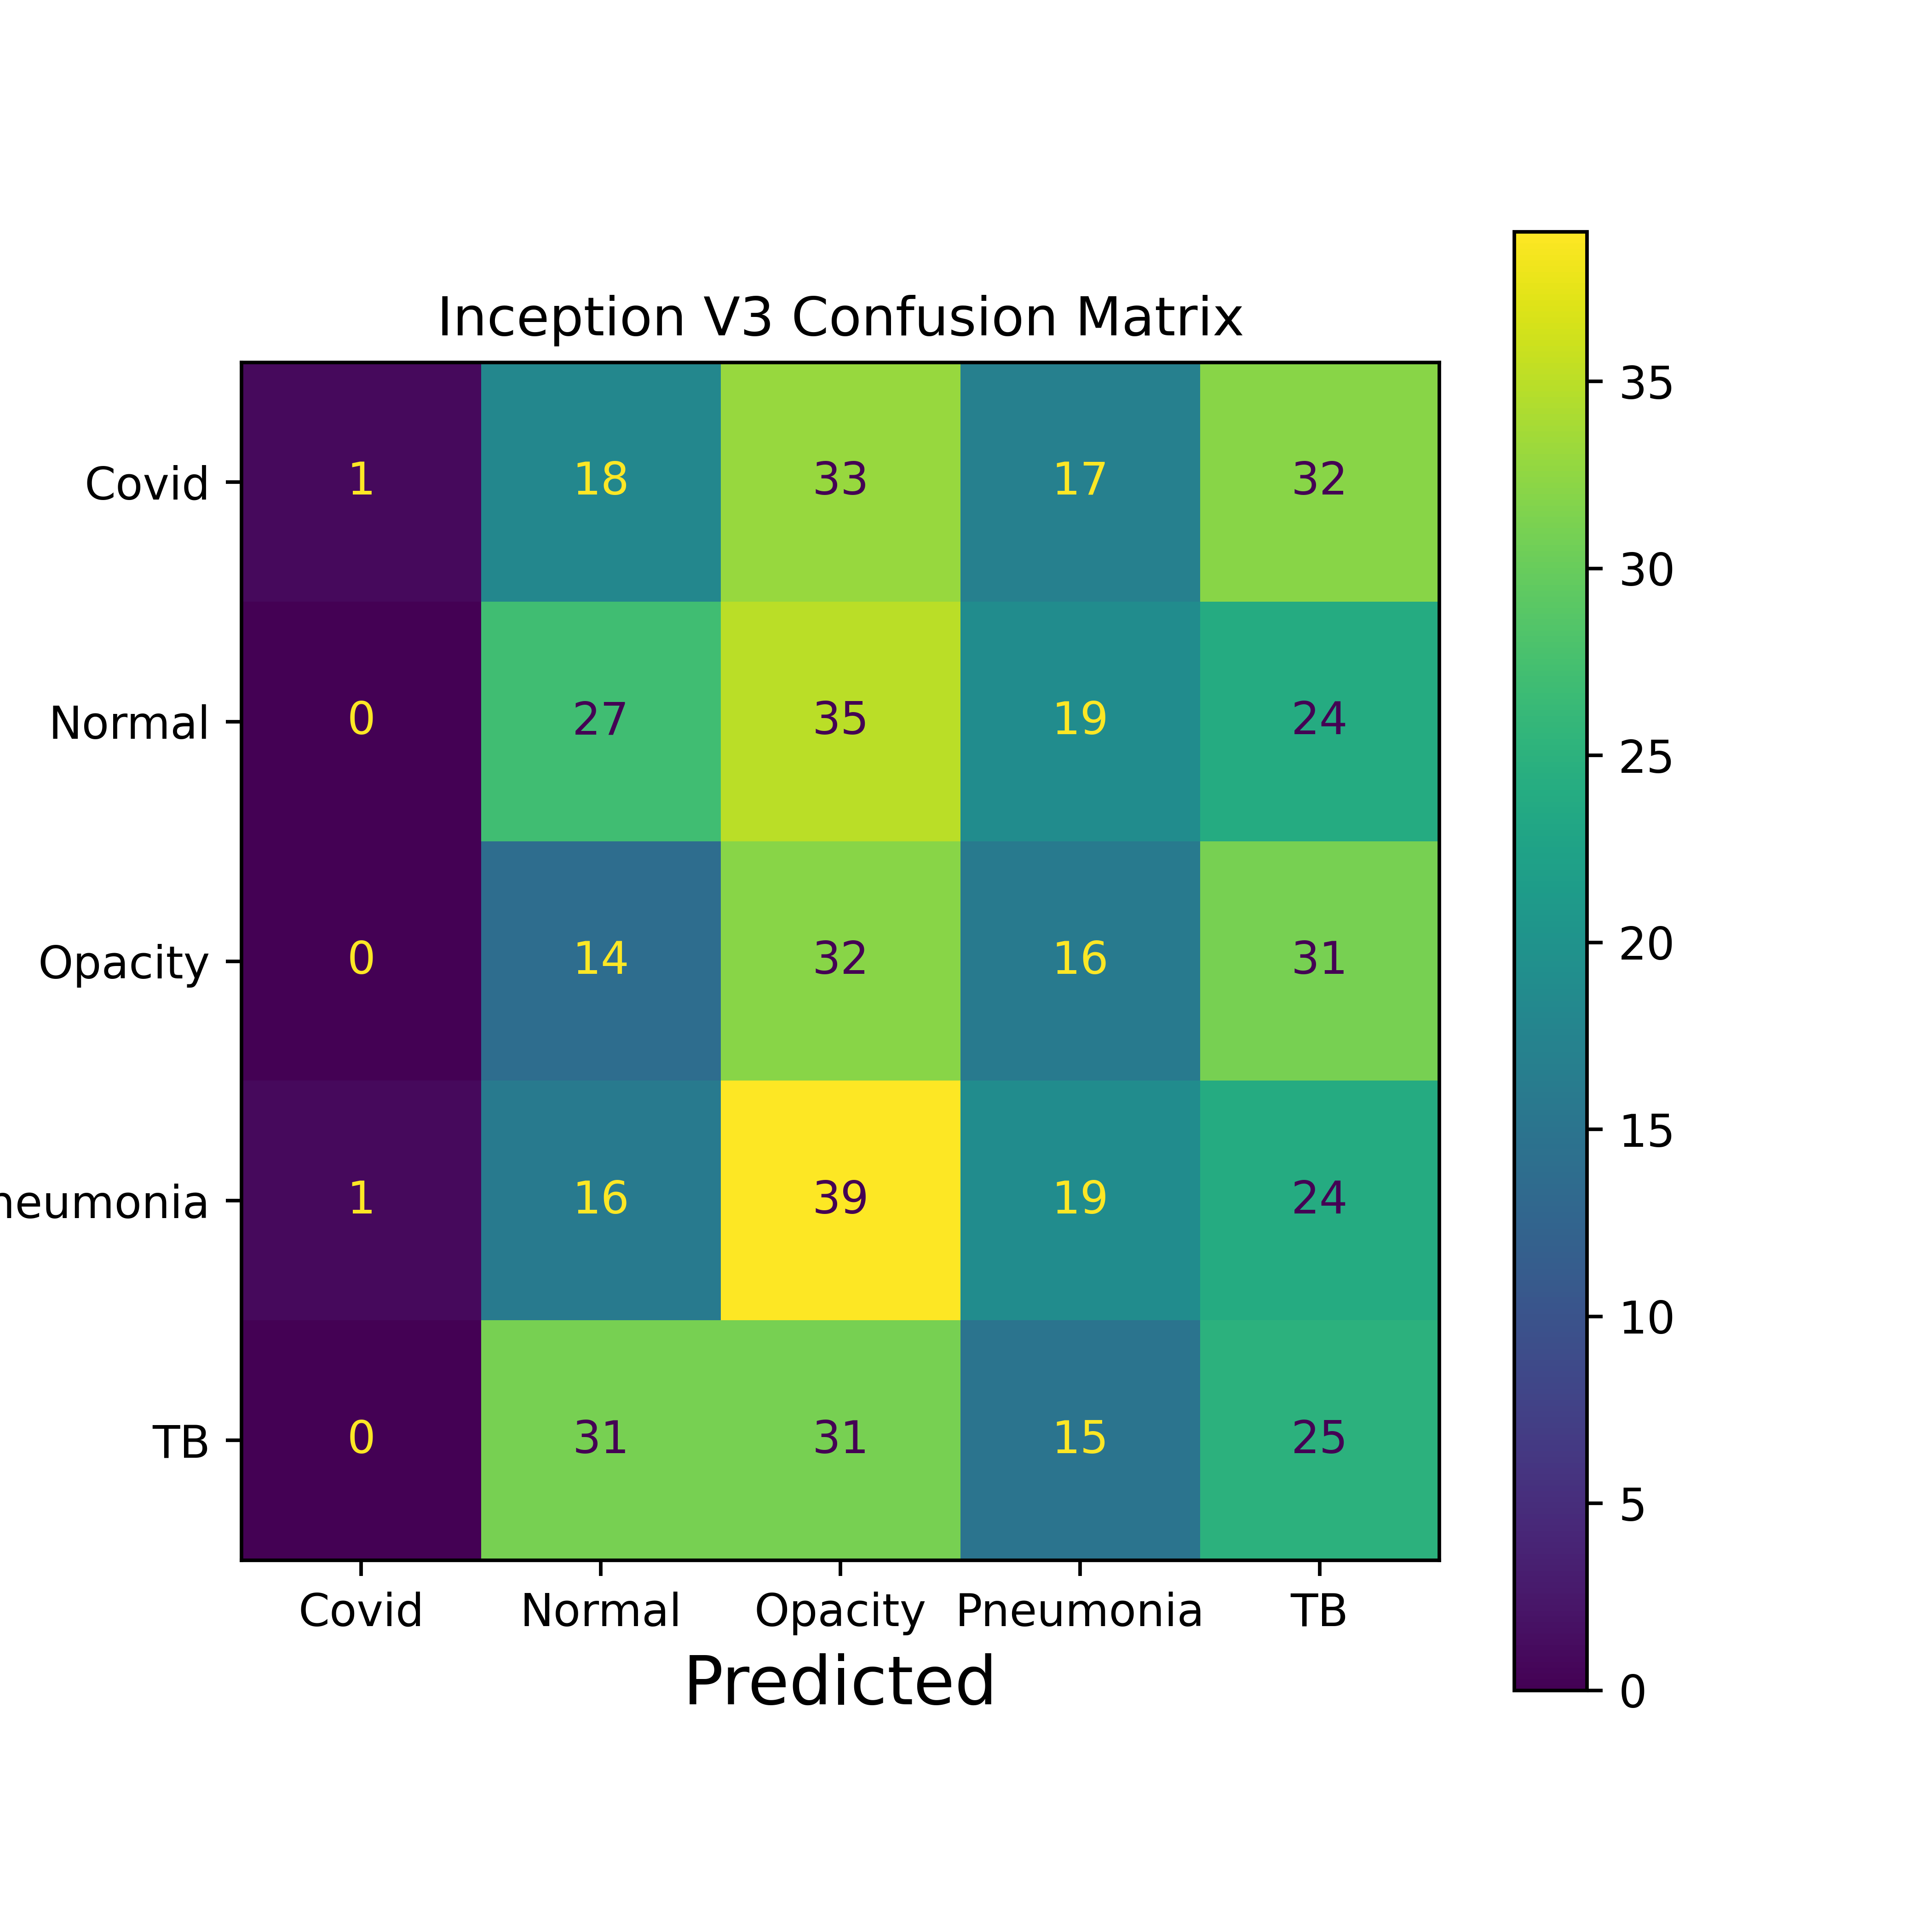 Inception V3 Confusion Matrix
Covid 1 18 33 17 32
Normal 0 27 35 19 24
Opacity 0 14 32 16 31
neumonia 1 16 39 19 24
TB 0 31 31 15 25
Covid Normal Opacity Pneumonia TB
Predicted
35
30
25
20
15
10
5
0